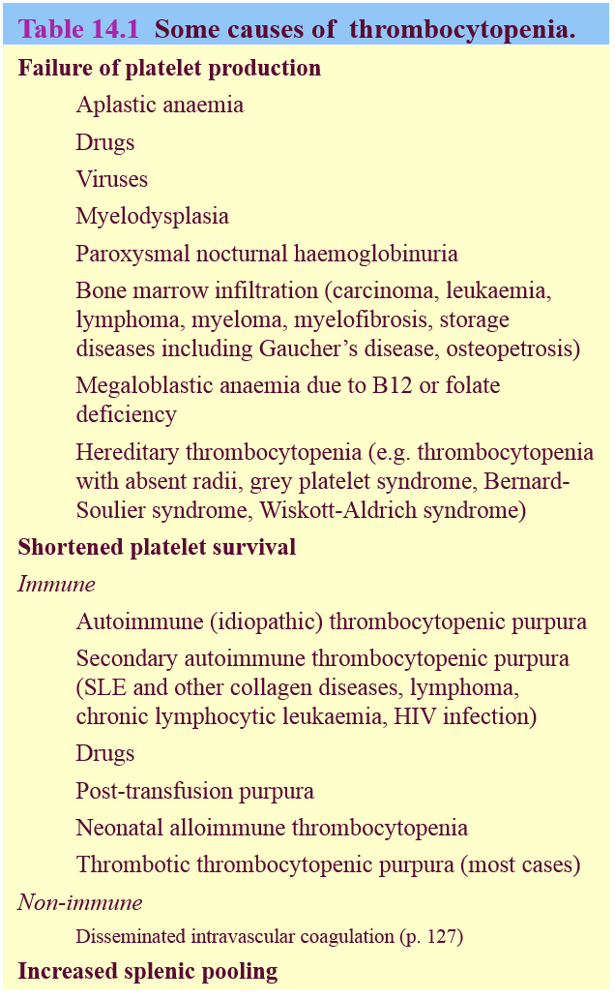 Table 14.1 Some causes of thrombocytopenia.
Failure of platelet production
Aplastic anaemia
Drugs
Viruses
Myelodysplasia
Paroxysmal nocturnal haemoglobinuria
Bone marrow infiltration (carcinoma, leukaemia,
lymphoma, myeloma, myelofibrosis, storage
diseases including Gaucher’s disease, osteopetrosis)
Megaloblastic anaemia due to B12 or folate
deficiency
Hereditary thrombocytopenia (e.g. thrombocytopenia
with absent radii, grey platelet syndrome, Bernard-
Soulier syndrome, Wiskott-Aldrich syndrome)
Shortened platelet survival
Immune
Autoimmune (idiopathic) thrombocytopenic purpura
Secondary autoimmune thrombocytopenic purpura
(SLE and other collagen diseases, lymphoma,
chronic lymphocytic leukaemia, HIV infection)
Drugs
Post-transfusion purpura
Neonatal alloimmune thrombocytopenia
Thrombotic thrombocytopenic purpura (most cases)
Non-immune
Disseminated intravascular coagulation (p. 127)
Increased splenic pooling